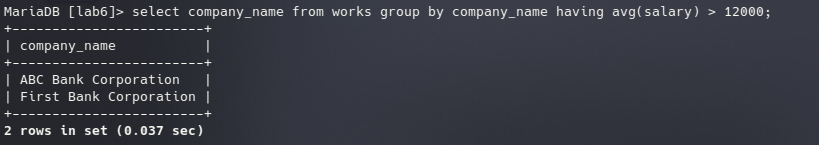 MariaDB [lab6]> select company_name from works group by company_name having avg(salary) > 12000;
+------------------------+
| company_name           |
+------------------------+
| ABC Bank Corporation   |
| First Bank Corporation |
+------------------------+
2 rows in set (0.037 sec)